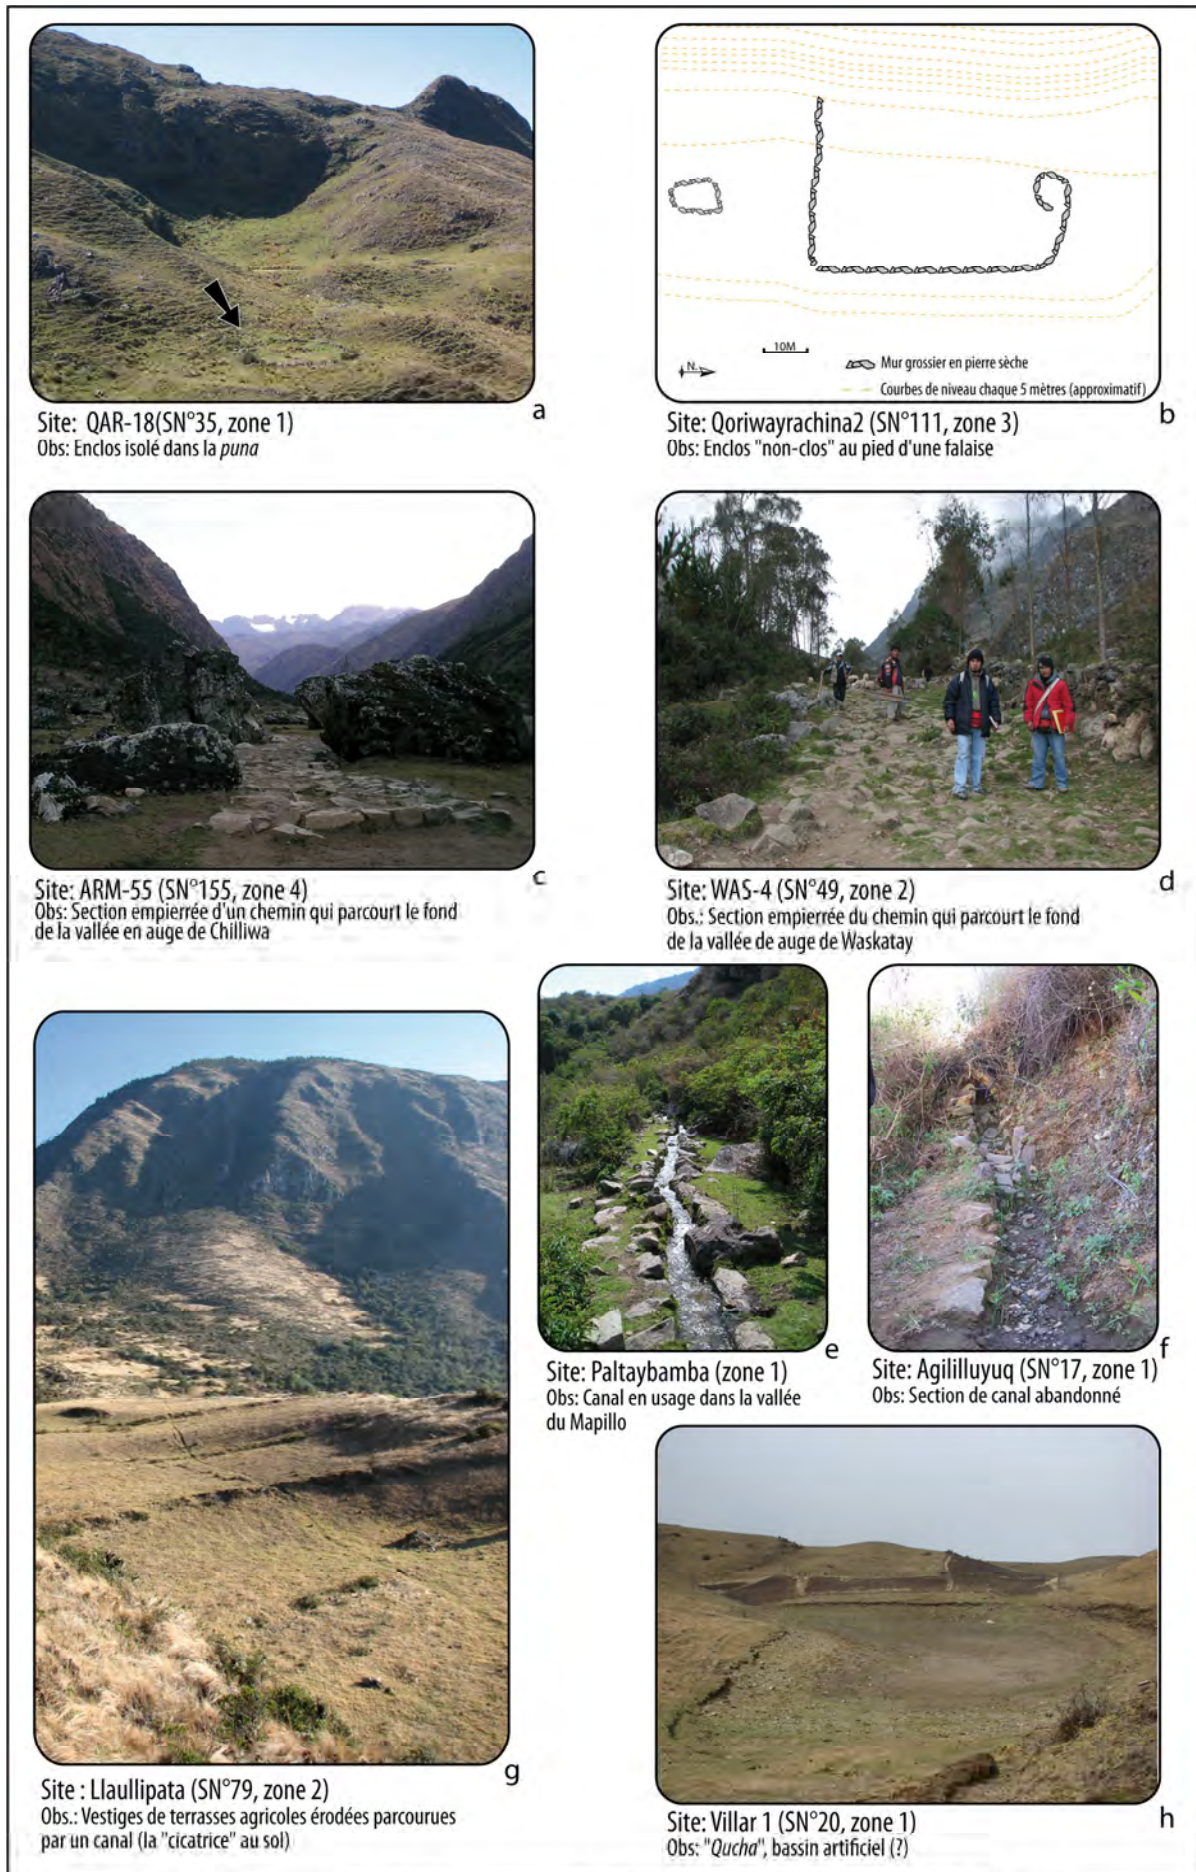 a
Site: QAR-18(SN°35, zone 1)
Obs: Enclos isolé dans la puna
10M
N.
Mur grossier en pierre sèche
Courbes de niveau chaque 5 mètres (approximatif)
b
Site: Qoriwayrachina2 (SN°111, zone 3)
Obs: Enclos "non-clos" au pied d'une falaise
c
Site: ARM-55 (SN°155, zone 4)
Obs: Section empierrée d'un chemin qui parcourt le fond
de la vallée en auge de Chilliwa
d
Site: WAS-4 (SN°49, zone 2)
Obs.: Section empierrée du chemin qui parcourt le fond
de la vallée de auge de Waskatay
e
Site: Paltaybamba (zone 1)
Obs: Canal en usage dans la vallée
du Mapillo
f
Site: Agililluyuq (SN°17, zone 1)
Obs: Section de canal abandonné
g
Site : Llaullipata (SN°79, zone 2)
Obs.: Vestiges de terrasses agricoles érodées parcourues
par un canal (la "cicatrice" au sol)
h
Site: Villar 1 (SN°20, zone 1)
Obs: "Qucha", bassin artificiel (?)